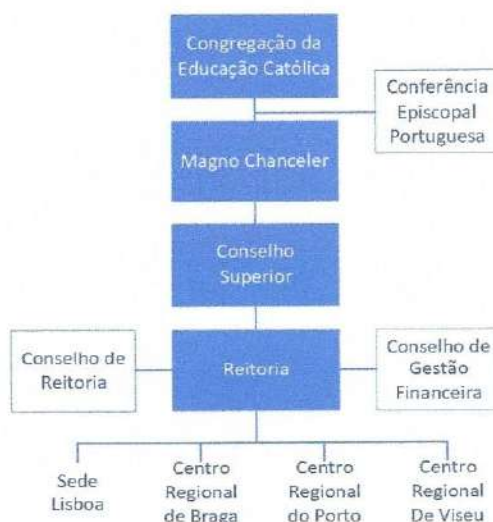 Congregação da
Educação Católica
Conferência
Episcopal
Portuguesa
Magno Chanceler
Conselho
Superior
Conselho de
Reitoria
Reitoria
Conselho de
Gestão
Financeira
Sede
Lisboa
Centro
Regional
de Braga
Centro
Regional
do Porto
Centro
Regional
De Viseu